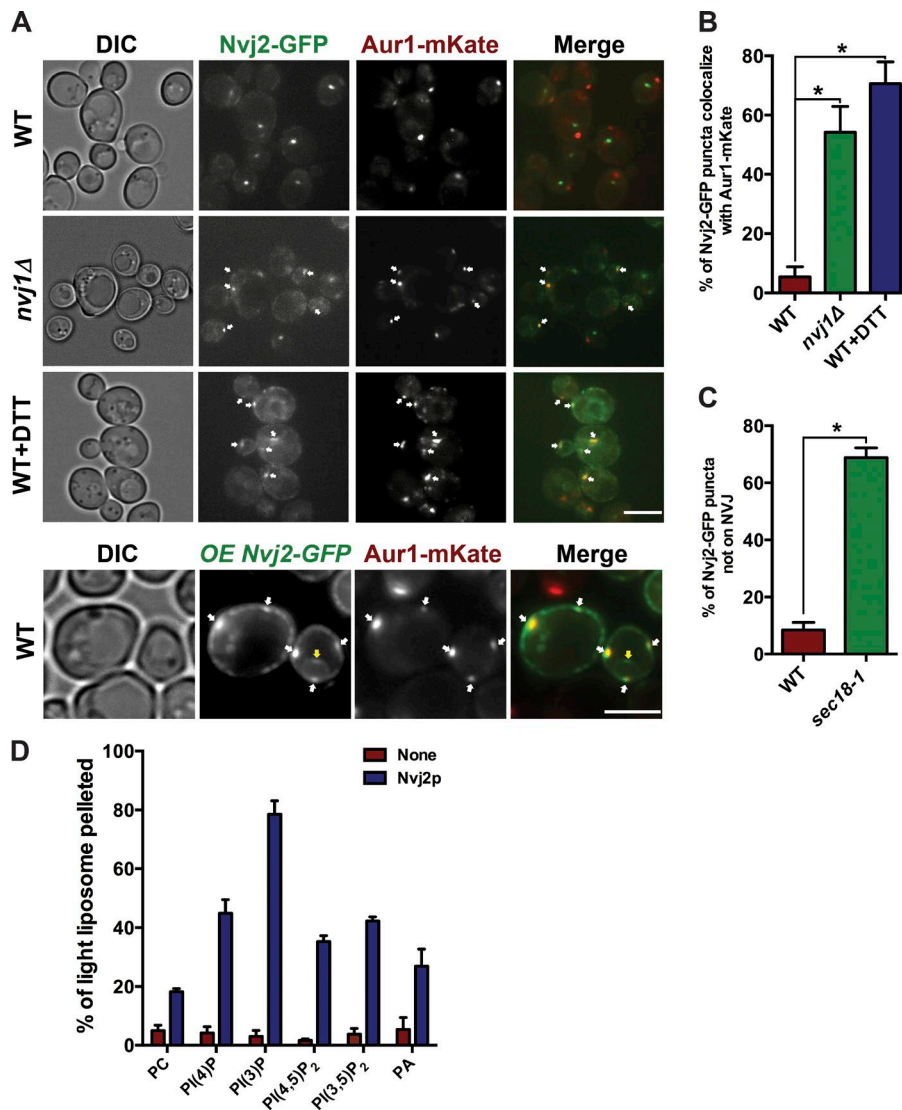 A
DIC Nvj2-GFP Aur1-mKate Merge
WT
nvj1Δ
WT+DTT
DIC OE Nvj2-GFP Aur1-mKate Merge
WT
B
% of Nvj2-GFP puncta colocalize
with Aur1-mKate
80
60
40
20
0
* *
WT nvj1Δ WT+DTT
C
% of Nvj2-GFP puncta
not on NVJ
80
60
40
20
0
*
WT sec18-1
D
% of light liposome pelleted
100
80
60
40
20
0
None
Nvj2p
PC PI(4)P PI(3)P PI(4,5)P₂ PI(3,5)P₂ PA